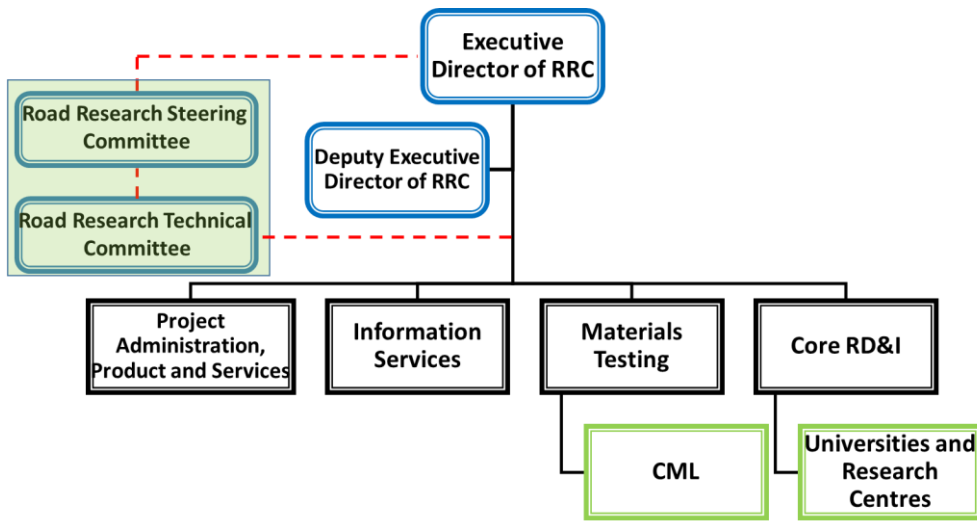 Executive
Director of RRC
Road Research Steering
Committee
Deputy Executive
Director of RRC
Road Research Technical
Committee
Project
Administration,
Product and Services
Information
Services
Materials
Testing
Core RD&I
CML
Universities and
Research
Centres